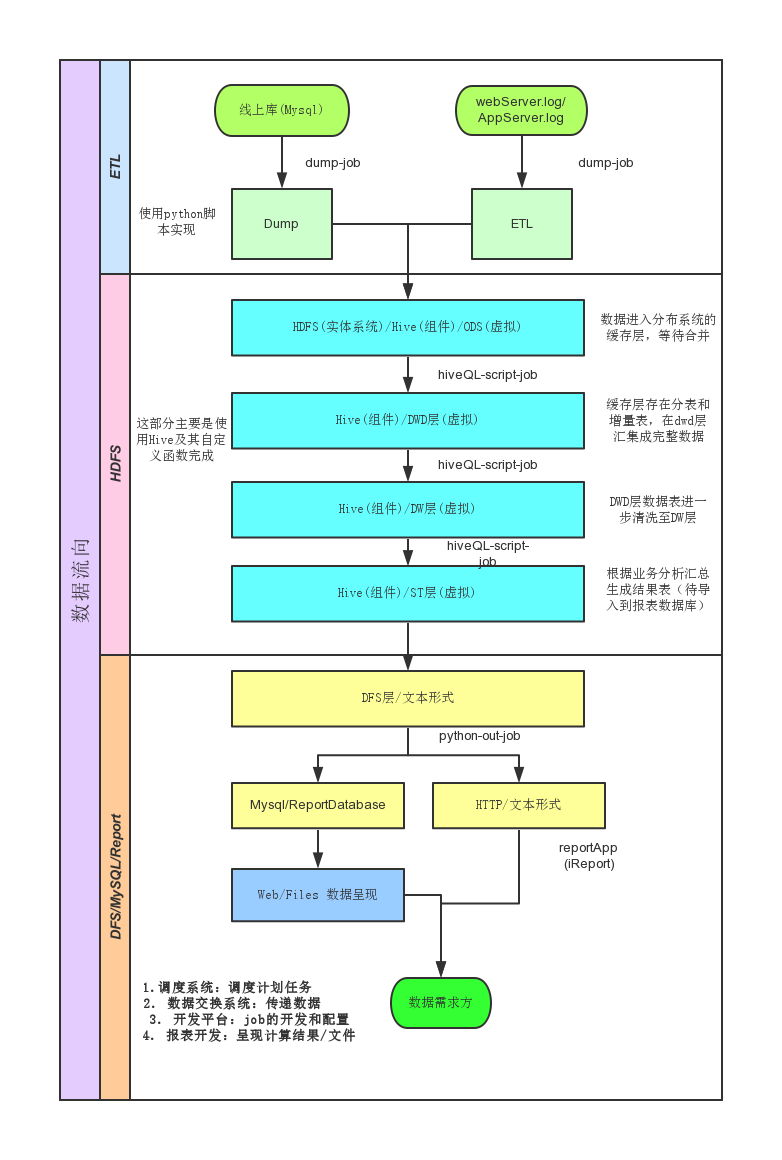 数据流向
ETL
线上库(Mysql)
webServer.log/
AppServer.log
dump-job
dump-job
使用python脚
本实现
Dump
ETL
HDFS
HDFS(实体系统)/Hive(组件)/ODS(虚拟)
数据进入分布系统的
缓存层，等待合并
hiveQL-script-job
这部分主要是使
用Hive及其自定
义函数完成
Hive(组件)/DWD层(虚拟)
缓存层存在分表和
增量表，在dwd层
汇集成完整数据
hiveQL-script-job
Hive(组件)/DW层(虚拟)
DWD层数据表进一
步清洗至DW层
hiveQL-script-
job
Hive(组件)/ST层(虚拟)
根据业务分析汇总
生成结果表（待导
入到报表数据库）
DFS/MySQL/Report
DFS层/文本形式
python-out-job
Mysql/ReportDatabase
HTTP/文本形式
reportApp
(iReport)
Web/Files 数据呈现
数据需求方
1.调度系统：调度计划任务
2. 数据交换系统：传递数据
3. 开发平台：job的开发和配置
4. 报表开发：呈现计算结果/文件